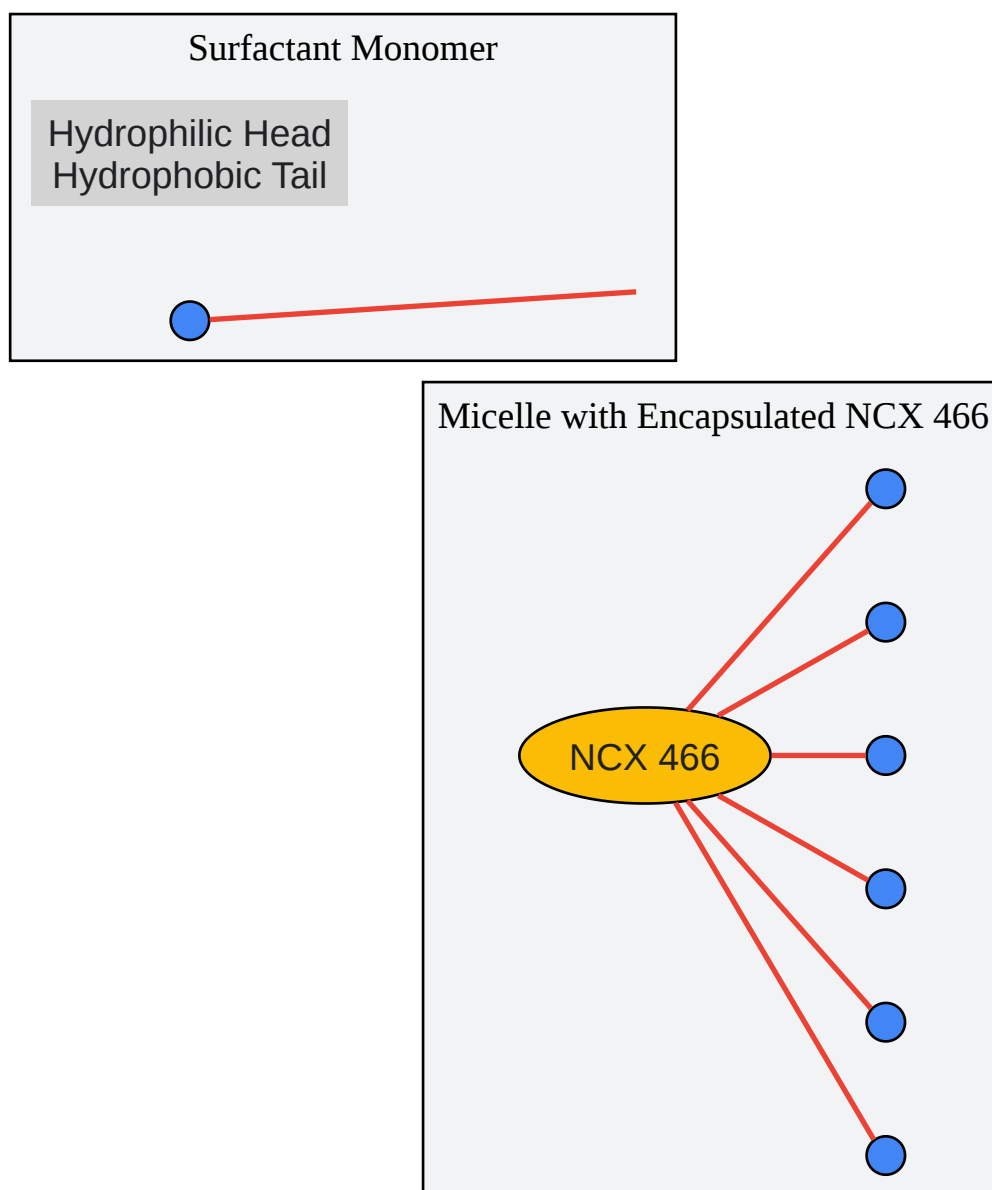 Surfactant Monomer
Hydrophilic Head
Hydrophobic Tail
Micelle with Encapsulated NCX 466
NCX 466